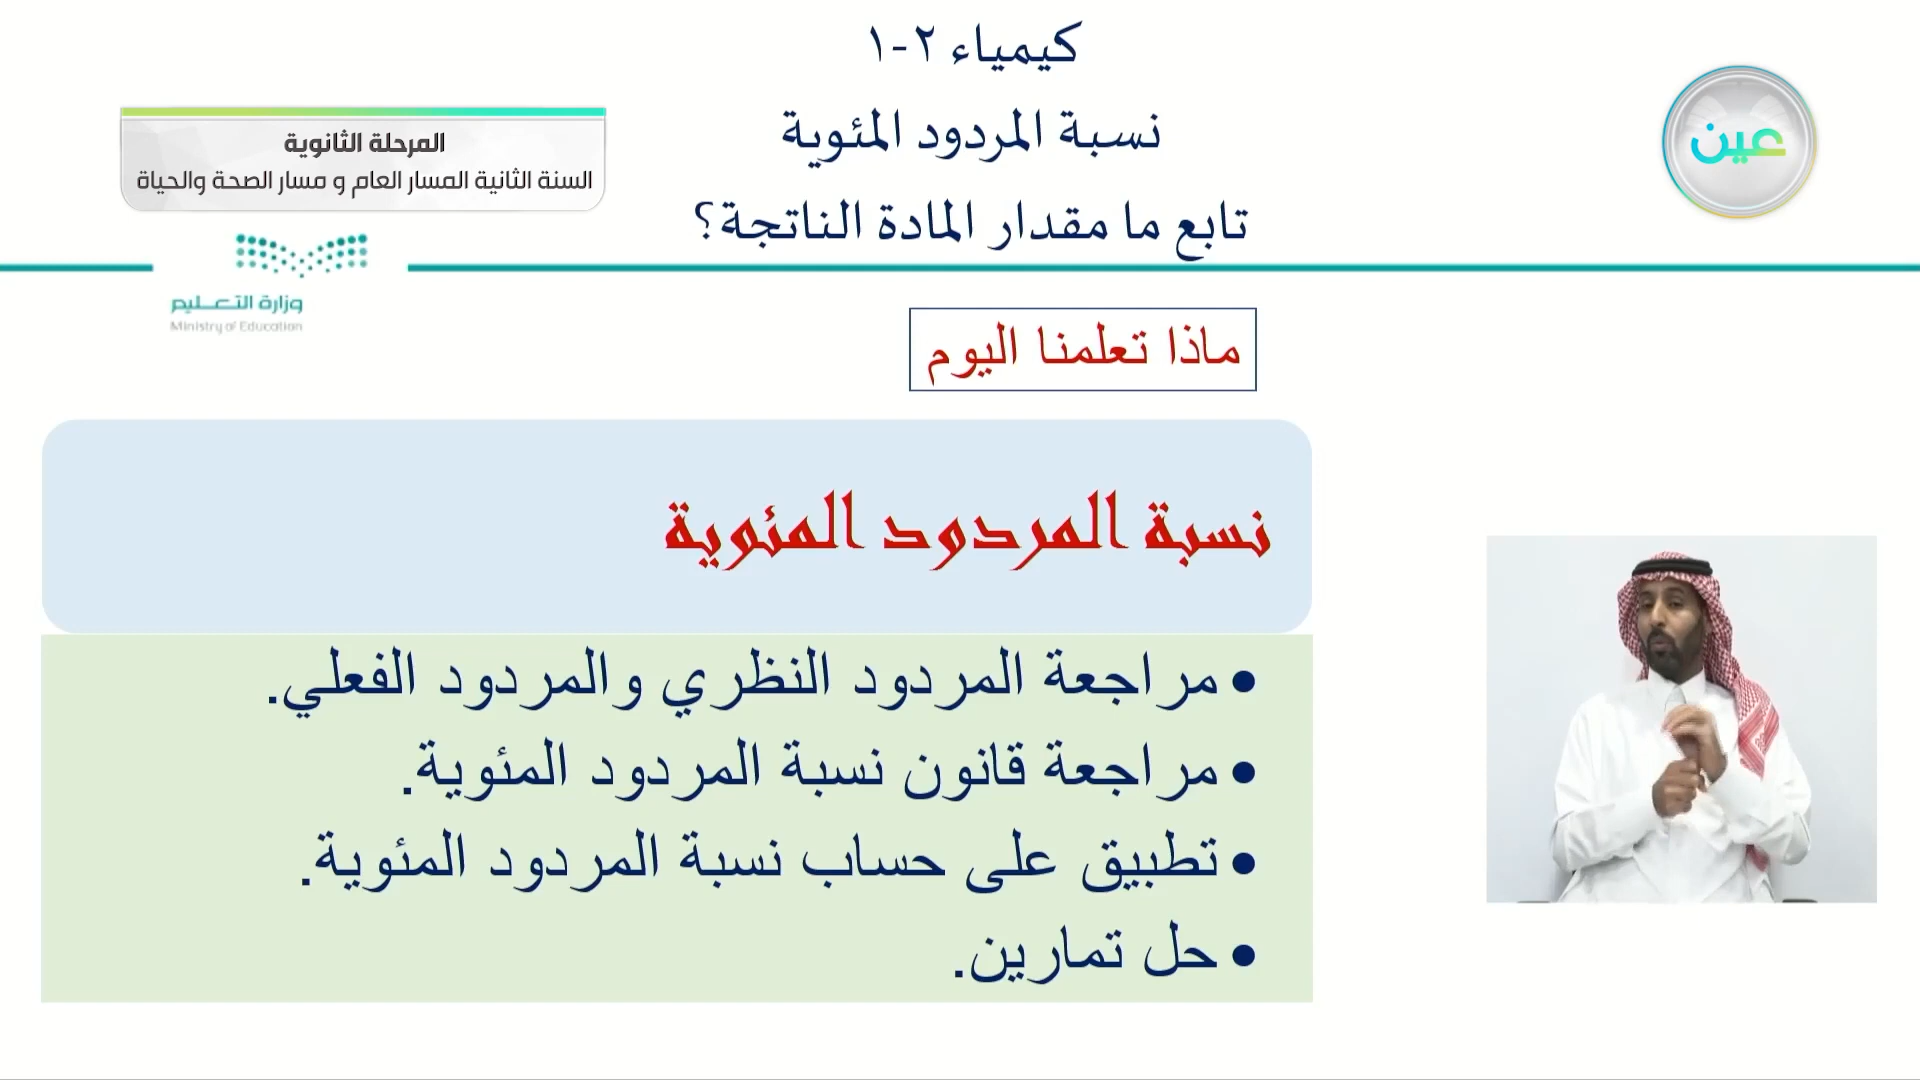 كيمياء ٢-١
نسبة المردود المئوية
تابع ما مقدار المادة الناتجة؟
عين
المرحلة الثانوية
السنة الثانية المسار العام و مسار الصحة والحياة
وزارة التعليم
Ministry of Education
ماذا تعلمنا اليوم
نسبة المردود المئوية
• مراجعة المردود النظري والمردود الفعلي.
• مراجعة قانون نسبة المردود المئوية.
• تطبيق على حساب نسبة المردود المئوية.
• حل تمارين.